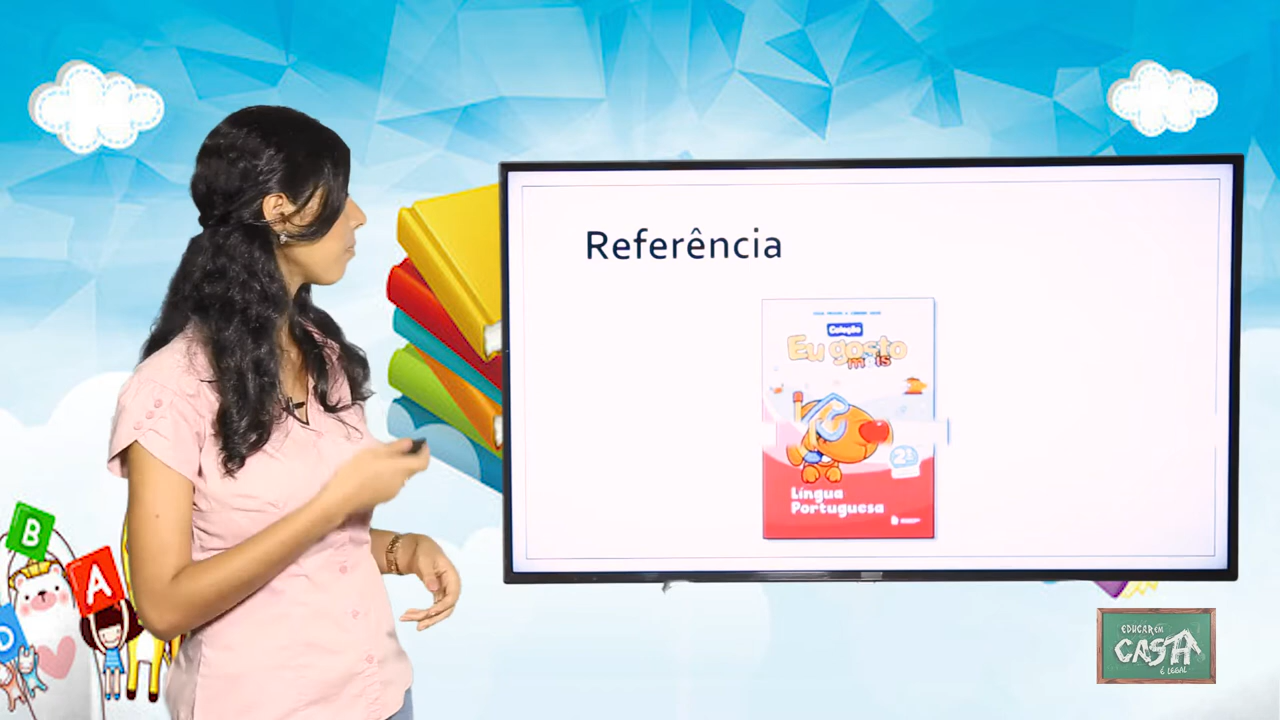 Referência
Coleção
Eu gosto
mais
2º
Língua
Portuguesa
B
A
EDUCAR EM
CASA
É LEGAL